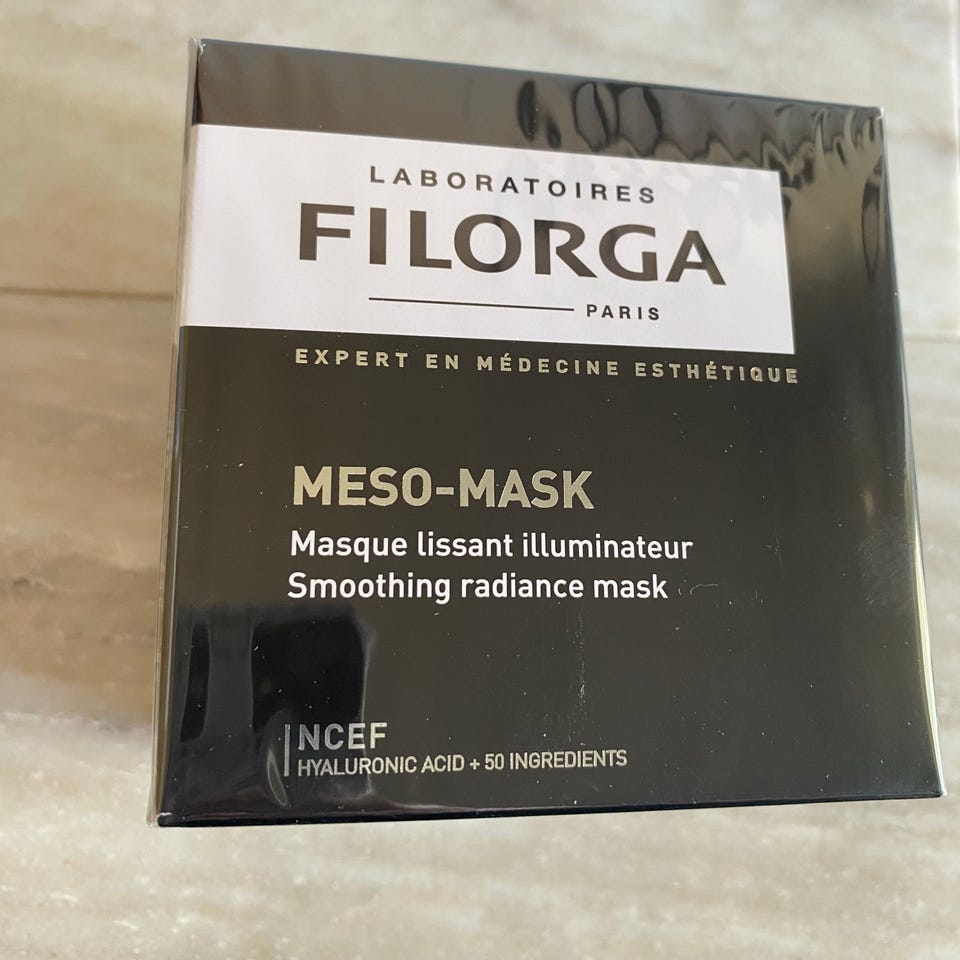 LABORATOIRES
FILORGA
PARIS
EXPERT EN MÉDECINE ESTHÉTIQUE
MESO-MASK
Masque lissant illuminateur
Smoothing radiance mask
NCEF
HYALURONIC ACID + 50 INGREDIENTS